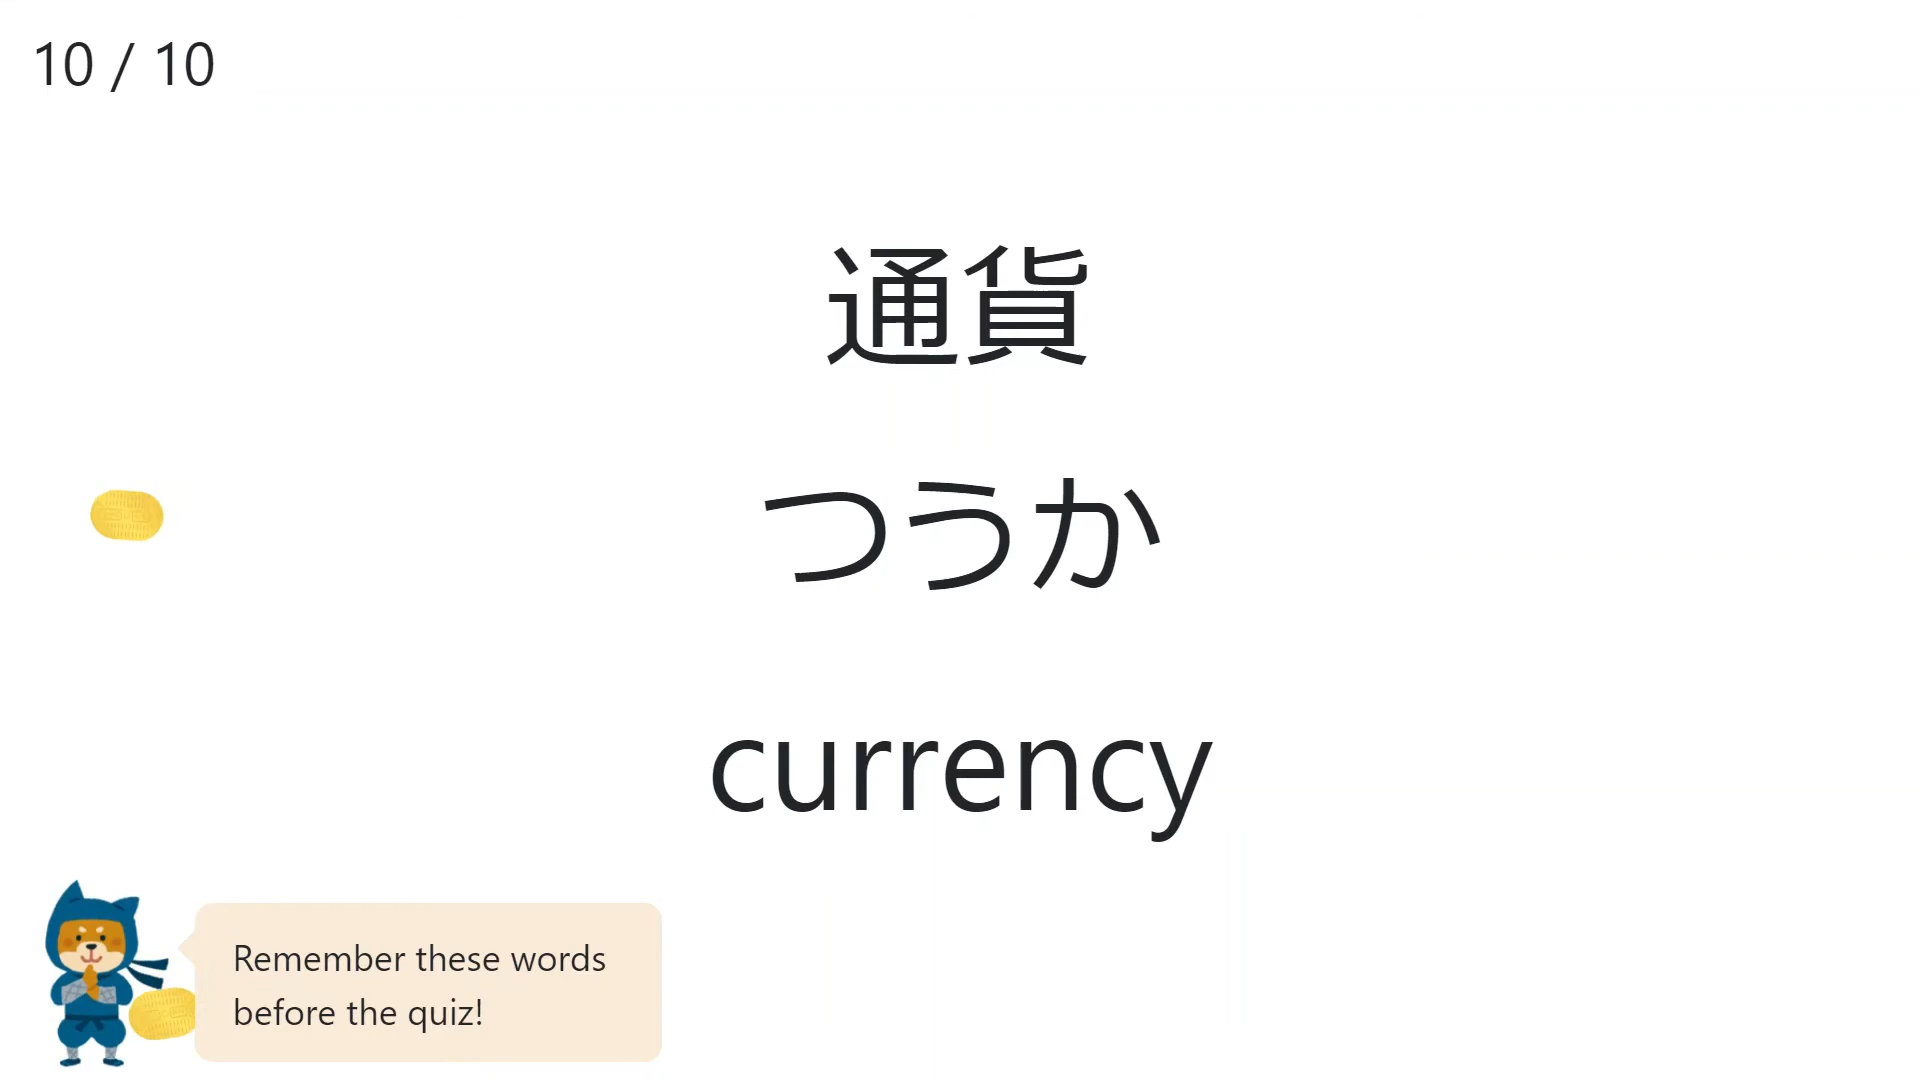 10 / 10
通貨
つうか
currency
Remember these words
before the quiz!